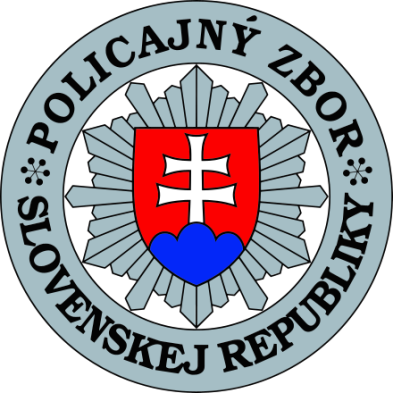 POLICAJNÝ ZBOR
SLOVENSKEJ REPUBLIKY